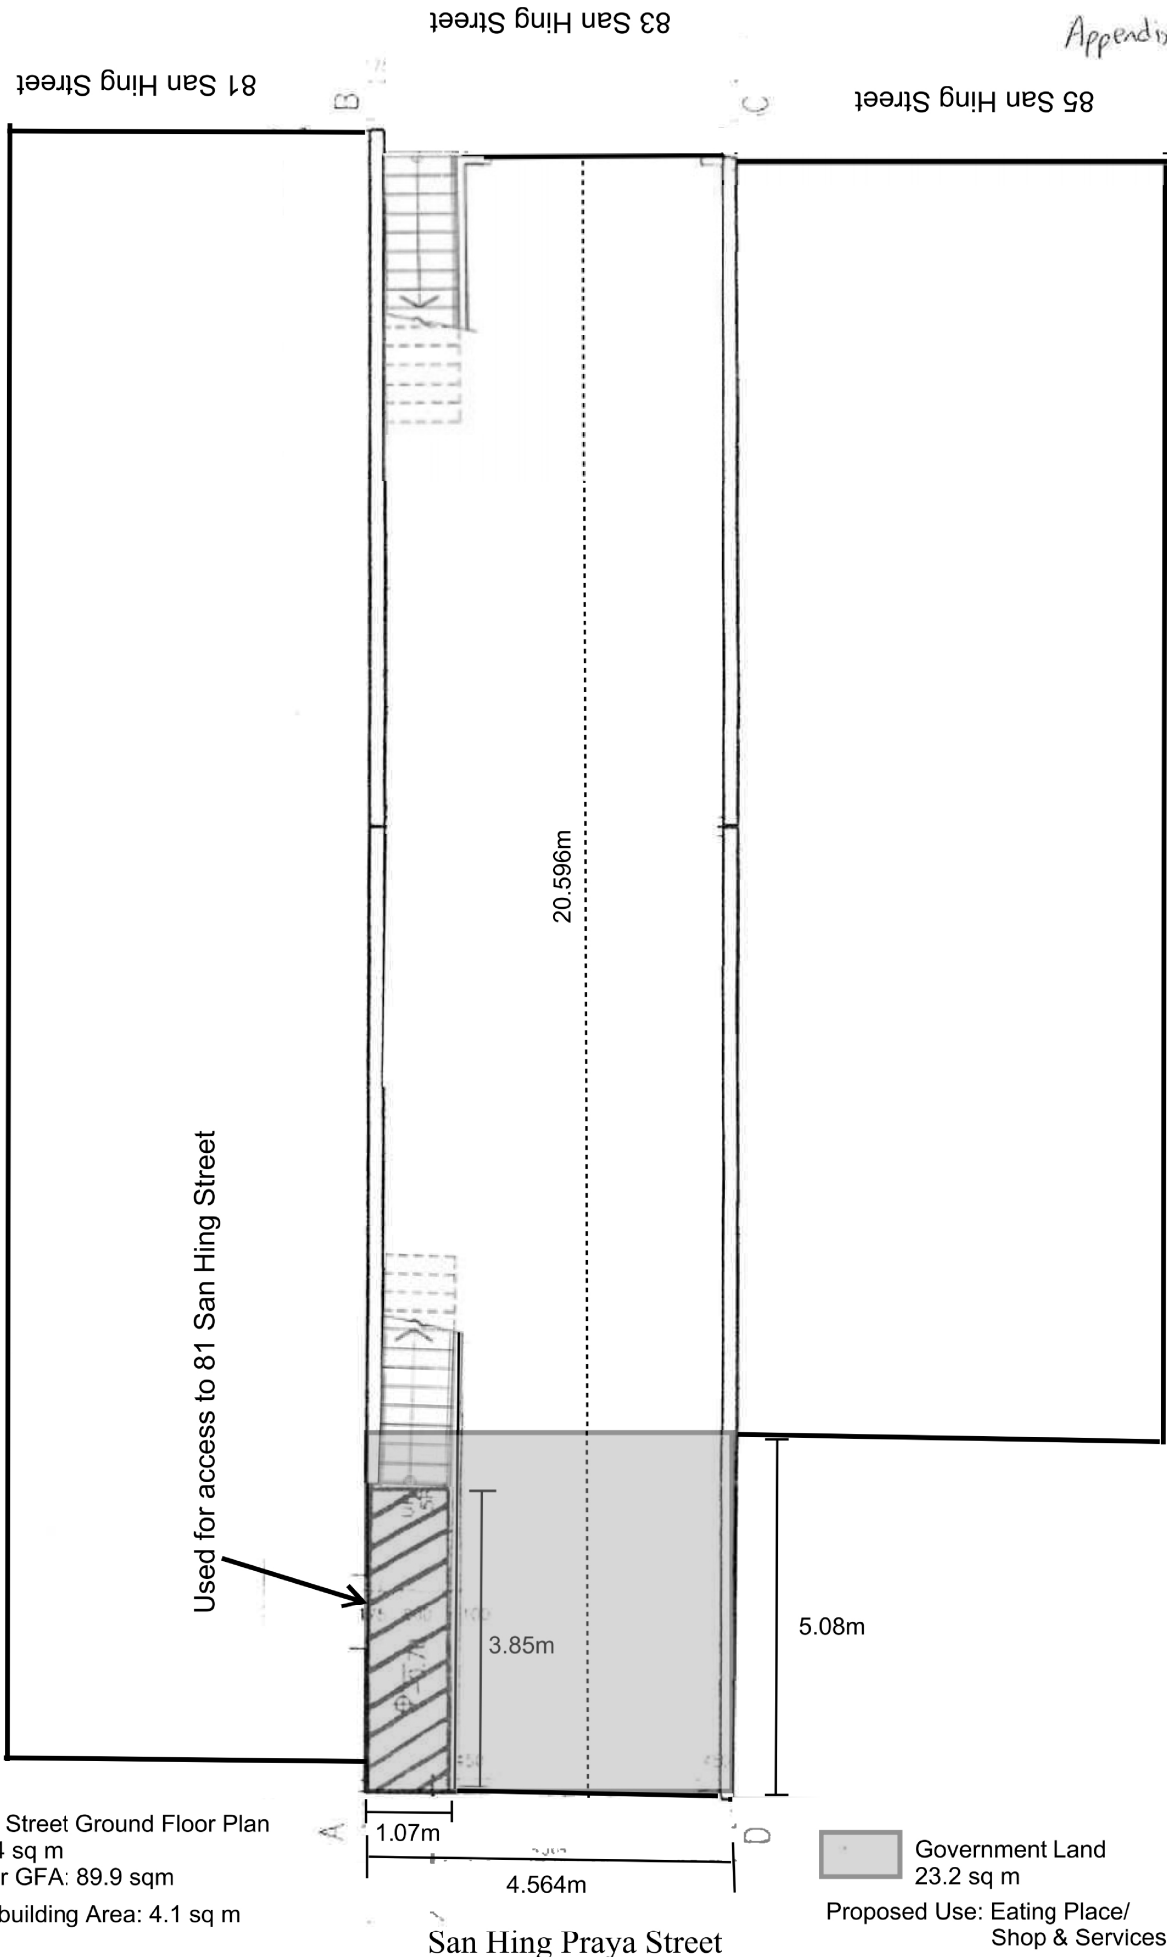 83 San Hing Street
Appendix
81 San Hing Street
B
C
85 San Hing Street
20.596m
Used for access to 81 San Hing Street
UP
3.85m
5.08m
Street Ground Floor Plan
4 sq m
r GFA: 89.9 sqm
building Area: 4.1 sq m
A
1.07m
D
4.564m
Government Land
23.2 sq m
Proposed Use: Eating Place/
Shop & Services
San Hing Praya Street